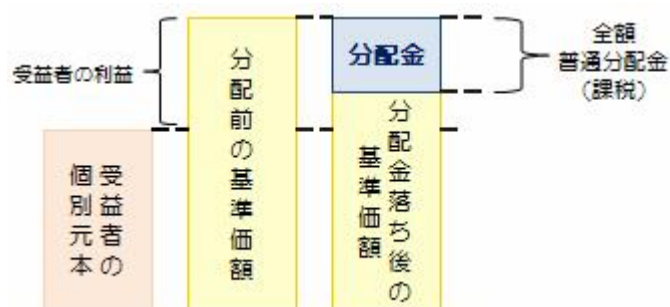 受益者の利益
受益者の
個別元本
分配前の基準価額
分配金
分配金落ち後の
基準価額
全額
普通分配金
(課税)